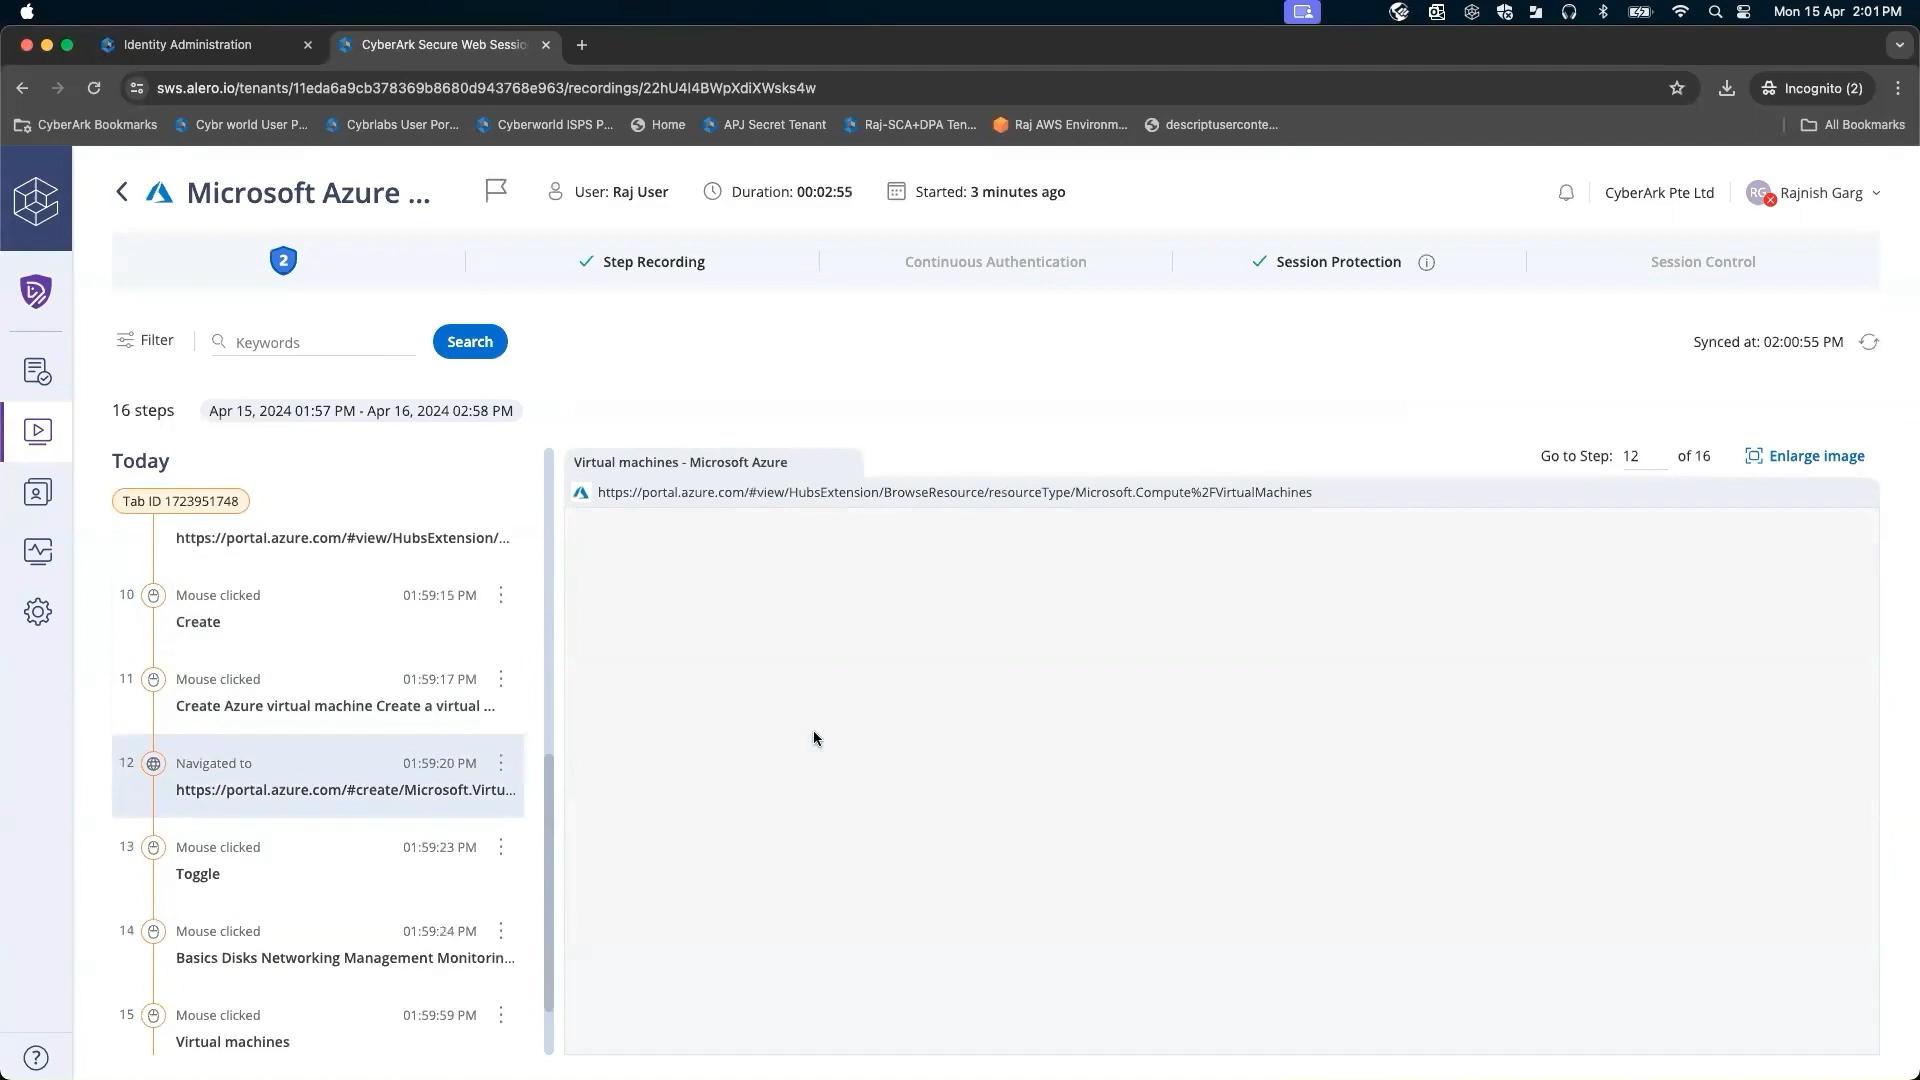 Mon 15 Apr 2:01 PM
Identity Administration
CyberArk Secure Web Sessio
sws.alero.io/tenants/11eda6a9cb378369b8680d943768e963/recordings/22hU4I4BWpXdiXWsks4w
Incognito (2)
CyberArk Bookmarks
Cybr world User P...
Cybrlabs User Por...
Cyberworld ISPS P...
Home
APJ Secret Tenant
Raj-SCA+DPA Ten...
Raj AWS Environm...
descriptuserconte...
All Bookmarks
Microsoft Azure ...
User: Raj User
Duration: 00:02:55
Started: 3 minutes ago
CyberArk Pte Ltd
RG
Rajnish Garg
2
Step Recording
Continuous Authentication
Session Protection
Session Control
Filter
Keywords
Search
Synced at: 02:00:55 PM
16 steps
Apr 15, 2024 01:57 PM - Apr 16, 2024 02:58 PM
Today
Tab ID 1723951748
https://portal.azure.com/#view/HubsExtension/...
10 Mouse clicked 01:59:15 PM
Create
11 Mouse clicked 01:59:17 PM
Create Azure virtual machine Create a virtual ...
12 Navigated to 01:59:20 PM
https://portal.azure.com/#create/Microsoft.Virtu...
13 Mouse clicked 01:59:23 PM
Toggle
14 Mouse clicked 01:59:24 PM
Basics Disks Networking Management Monitorin...
15 Mouse clicked 01:59:59 PM
Virtual machines
Virtual machines - Microsoft Azure
Go to Step: 12 of 16
Enlarge image
https://portal.azure.com/#view/HubsExtension/BrowseResource/resourceType/Microsoft.Compute%2FVirtualMachines